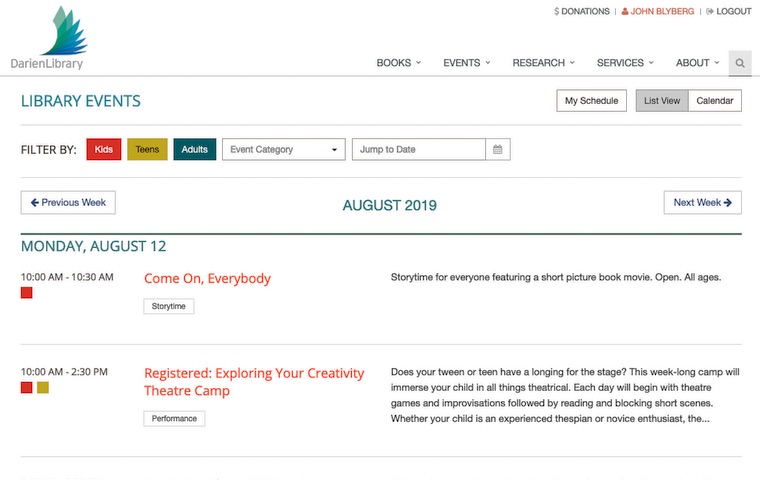 $ DONATIONS | JOHN BLYBERG | LOGOUT
DarienLibrary
BOOKS EVENTS RESEARCH SERVICES ABOUT
LIBRARY EVENTS My Schedule List View Calendar
FILTER BY: Kids Teens Adults Event Category Jump to Date
Previous Week AUGUST 2019 Next Week
MONDAY, AUGUST 12
10:00 AM - 10:30 AM Come On, Everybody Storytime for everyone featuring a short picture book movie. Open. All ages.
Storytime
10:00 AM - 2:30 PM Registered: Exploring Your Creativity Does your tween or teen have a longing for the stage? This week-long camp will
Theatre Camp immerse your child in all things theatrical. Each day will begin with theatre
games and improvisations followed by reading and blocking short scenes.
Performance Whether your child is an experienced thespian or novice enthusiast, the...